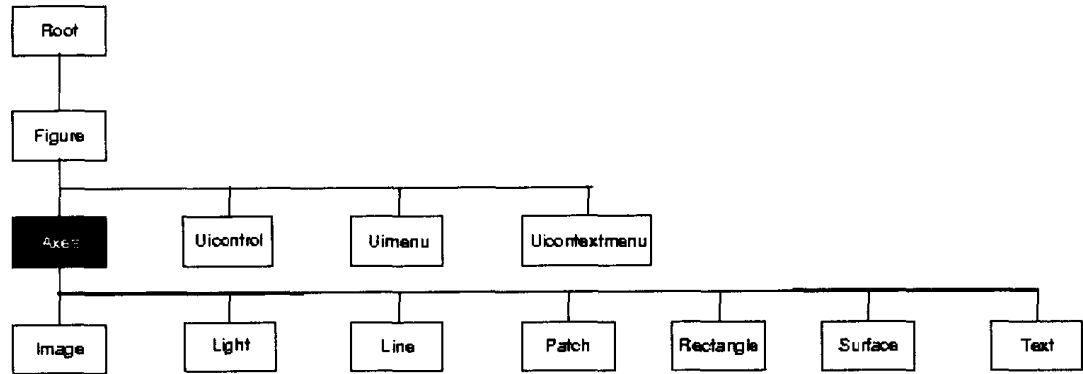 Root
Figure
Axes Uicontrol Uimenu Uicontextmenu
Image Light Line Patch Rectangle Surface Text